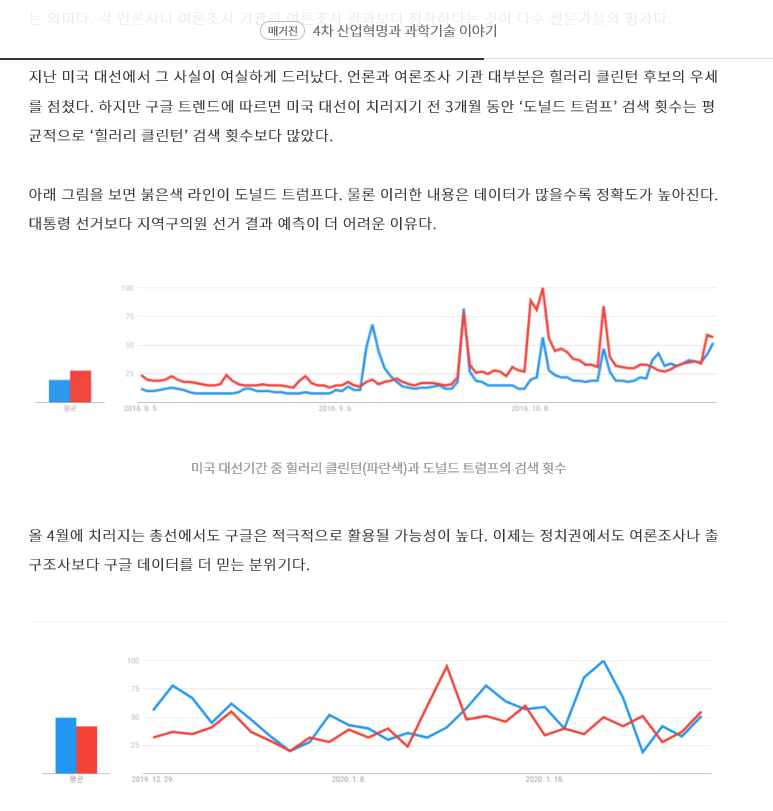 는 의미다. 각 언론사나 여론조사 기관의 여론조사 결과보다 정확하다는 것이 다수 전문가들의 평가다.
매거진 4차 산업혁명과 과학기술 이야기
지난 미국 대선에서 그 사실이 여실하게 드러났다. 언론과 여론조사 기관 대부분은 힐러리 클린턴 후보의 우세
를 점쳤다. 하지만 구글 트렌드에 따르면 미국 대선이 치러지기 전 3개월 동안 ‘도널드 트럼프’ 검색 횟수는 평
균적으로 ‘힐러리 클린턴’ 검색 횟수보다 많았다.
아래 그림을 보면 붉은색 라인이 도널드 트럼프다. 물론 이러한 내용은 데이터가 많을수록 정확도가 높아진다.
대통령 선거보다 지역구의원 선거 결과 예측이 더 어려운 이유다.
100
75
50
25
평균
2016. 8. 5.
2016. 9. 6.
2016. 10. 8.
미국 대선기간 중 힐러리 클린턴(파란색)과 도널드 트럼프의 검색 횟수
올 4월에 치러지는 총선에서도 구글은 적극적으로 활용될 가능성이 높다. 이제는 정치권에서도 여론조사나 출
구조사보다 구글 데이터를 더 믿는 분위기다.
100
75
50
25
평균
2019. 12. 29.
2020. 1. 8.
2020. 1. 18.